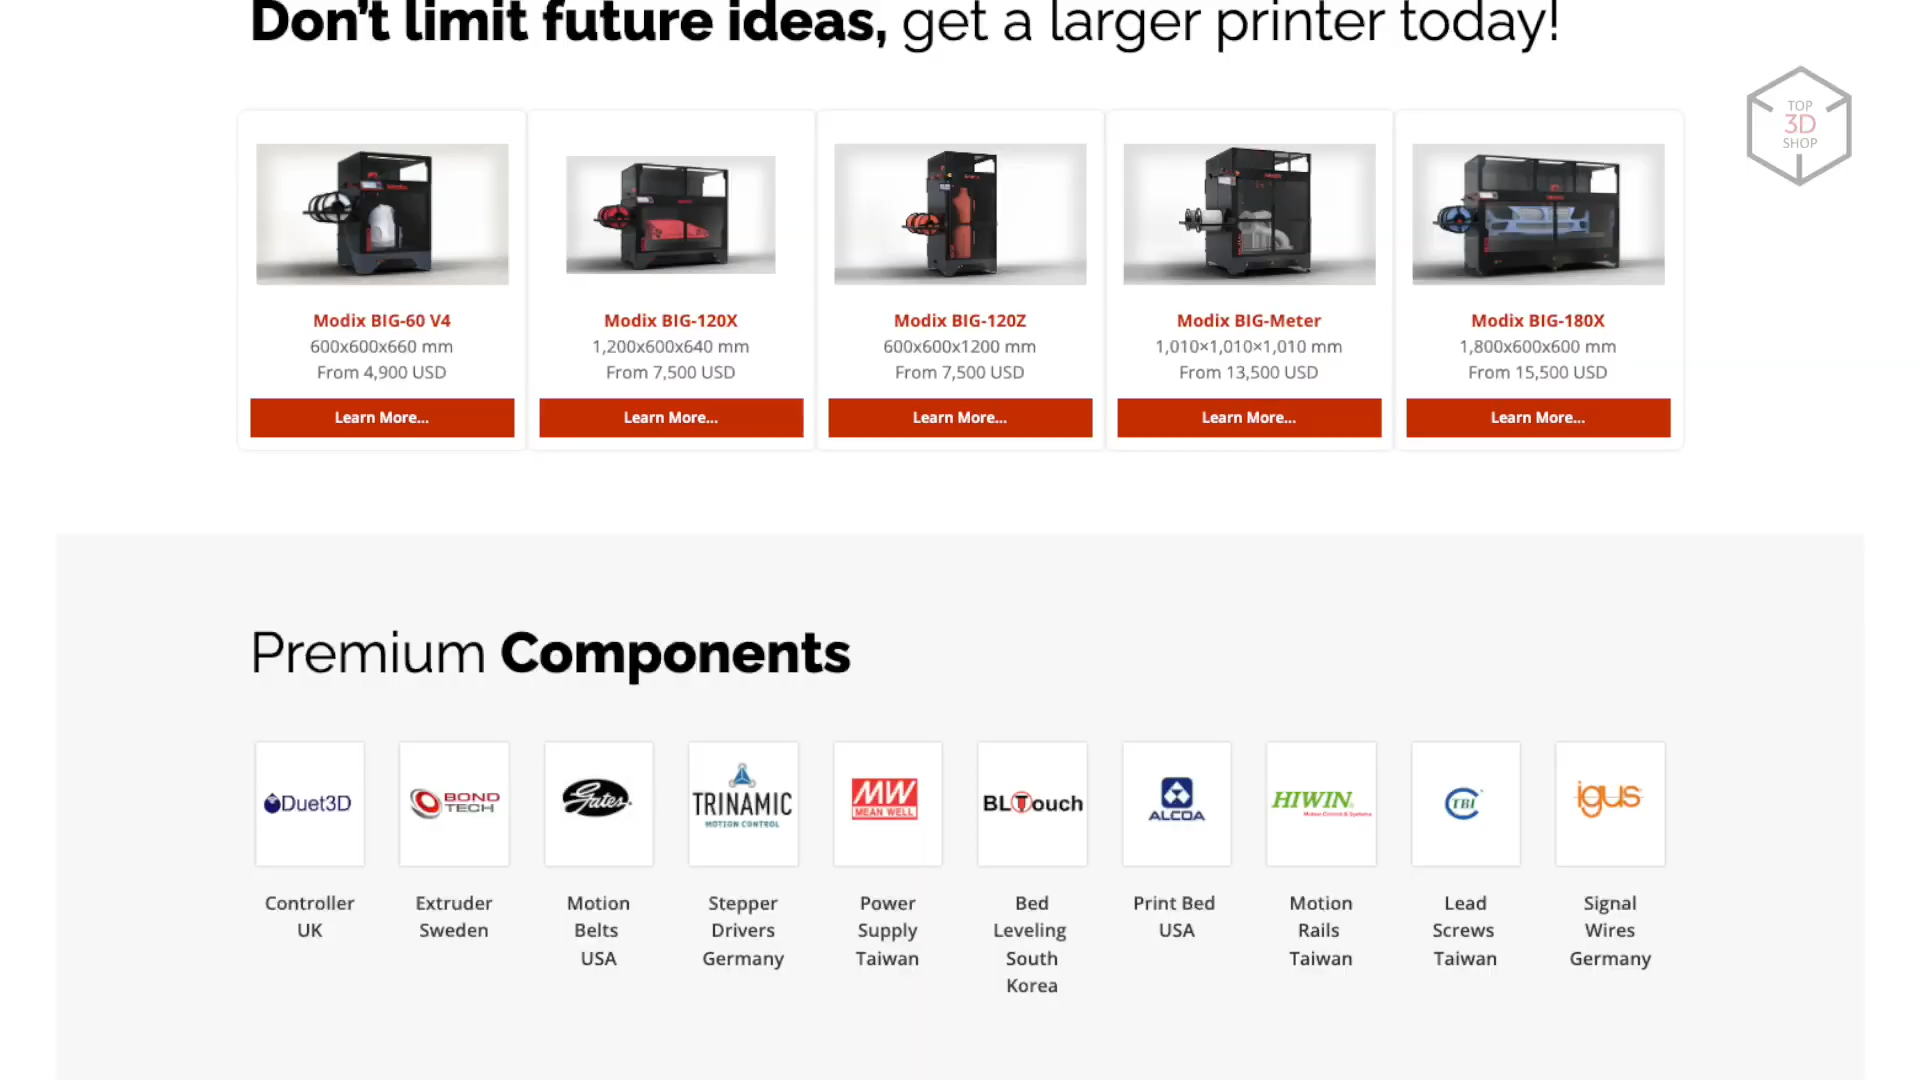 Don't limit future ideas, get a larger printer today!
TOP
3D
SHOP
Modix BIG-60 V4
600x600x660 mm
From 4,900 USD
Learn More...
Modix BIG-120X
1,200x600x640 mm
From 7,500 USD
Learn More...
Modix BIG-120Z
600x600x1200 mm
From 7,500 USD
Learn More...
Modix BIG-Meter
1,010×1,010×1,010 mm
From 13,500 USD
Learn More...
Modix BIG-180X
1,800x600x600 mm
From 15,500 USD
Learn More...
Premium Components
Duet3D
Controller
UK
BOND
TECH
Extruder
Sweden
Gates
Motion
Belts
USA
TRINAMIC
MOTION CONTROL
Stepper
Drivers
Germany
MW
MEAN WELL
Power
Supply
Taiwan
BLTouch
Bed
Leveling
South
Korea
ALCOA
Print Bed
USA
HIWIN
Motion Control & Systems
Motion
Rails
Taiwan
TBI
Lead
Screws
Taiwan
igus
Signal
Wires
Germany